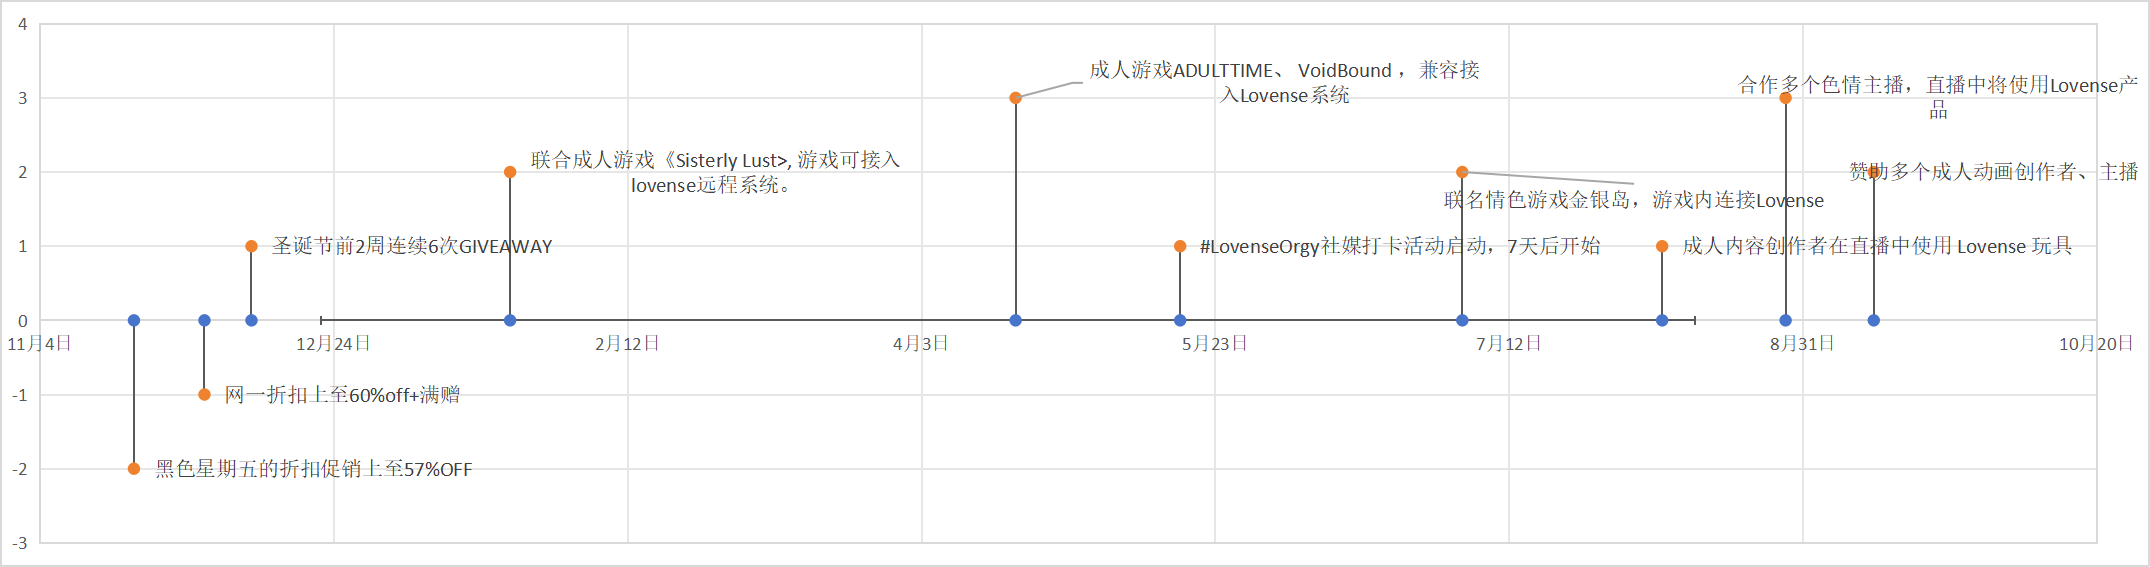 4
成人游戏ADULTTIME、 VoidBound ，兼容接
入Lovense系统
合作多个色情主播，直播中将使用Lovense产
品
3
联合成人游戏《Sisterly Lust>, 游戏可接入
lovense远程系统。
2
赞助多个成人动画创作者、主播
联名情色游戏金银岛，游戏内连接Lovense
1
圣诞节前2周连续6次GIVEAWAY
#LovenseOrgy社媒打卡活动启动，7天后开始
成人内容创作者在直播中使用 Lovense 玩具
0
11月4日
12月24日
2月12日
4月3日
5月23日
7月12日
8月31日
10月20日
-1
网一折扣上至60%off+满赠
-2
黑色星期五的折扣促销上至57%OFF
-3